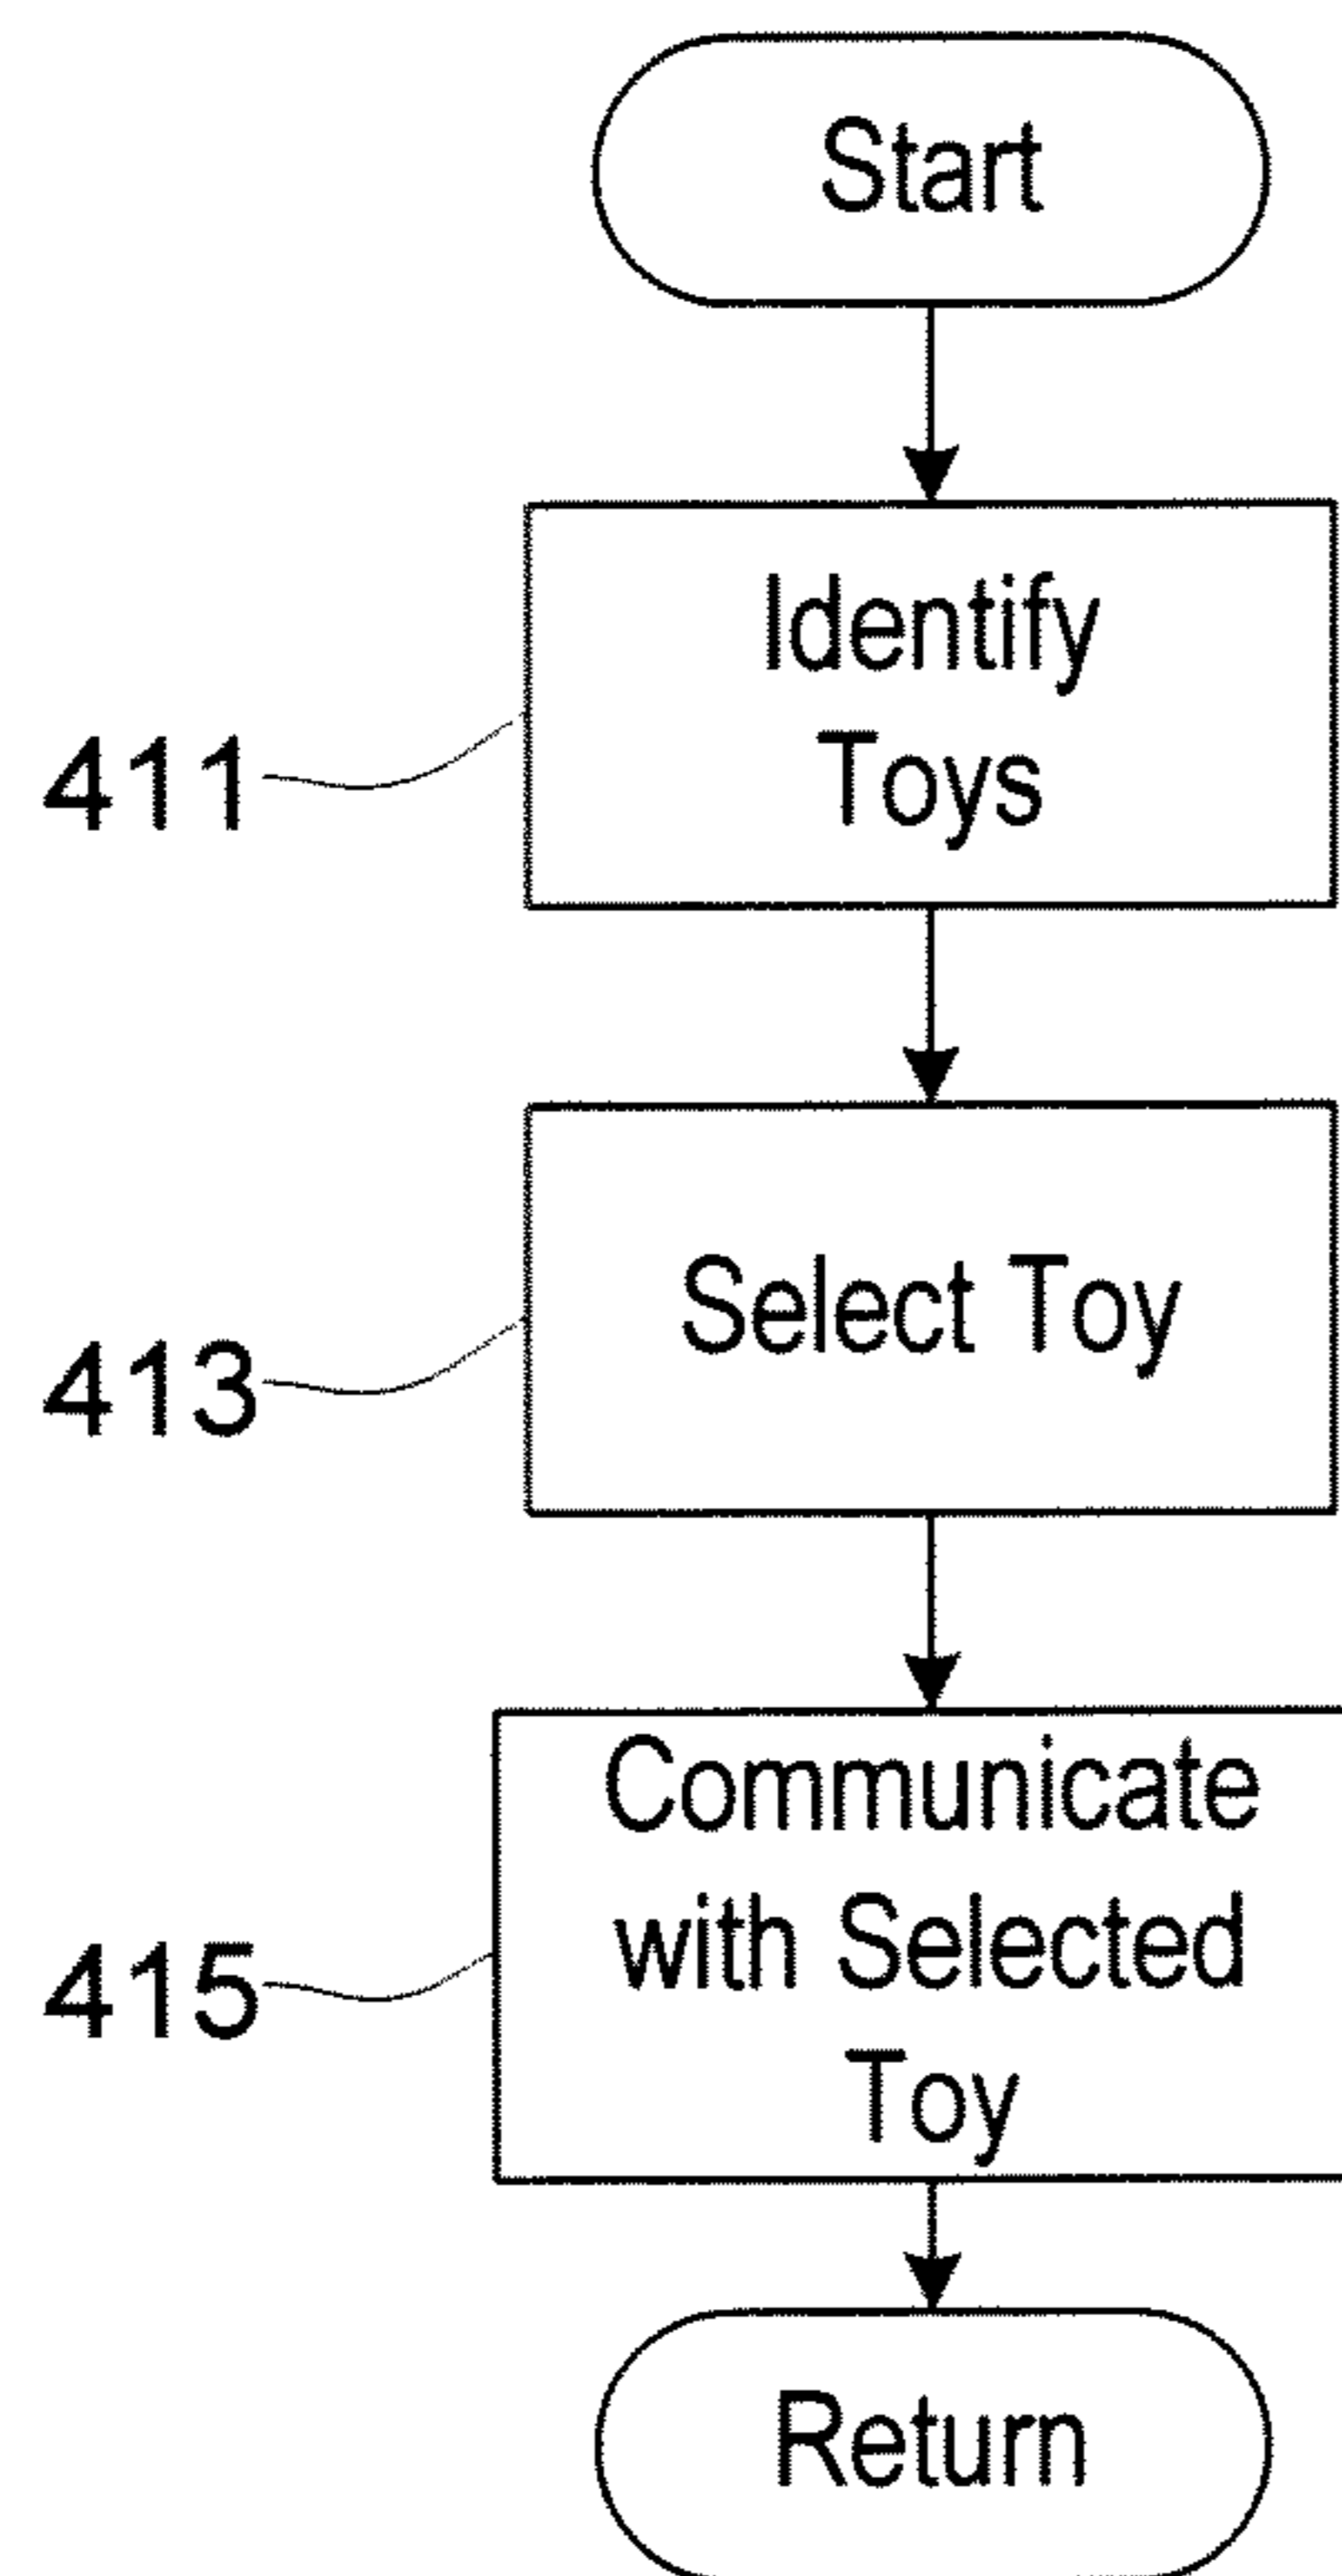 Start
Identify
Toys
411
Select Toy
413
Communicate
with Selected
Toy
415
Return